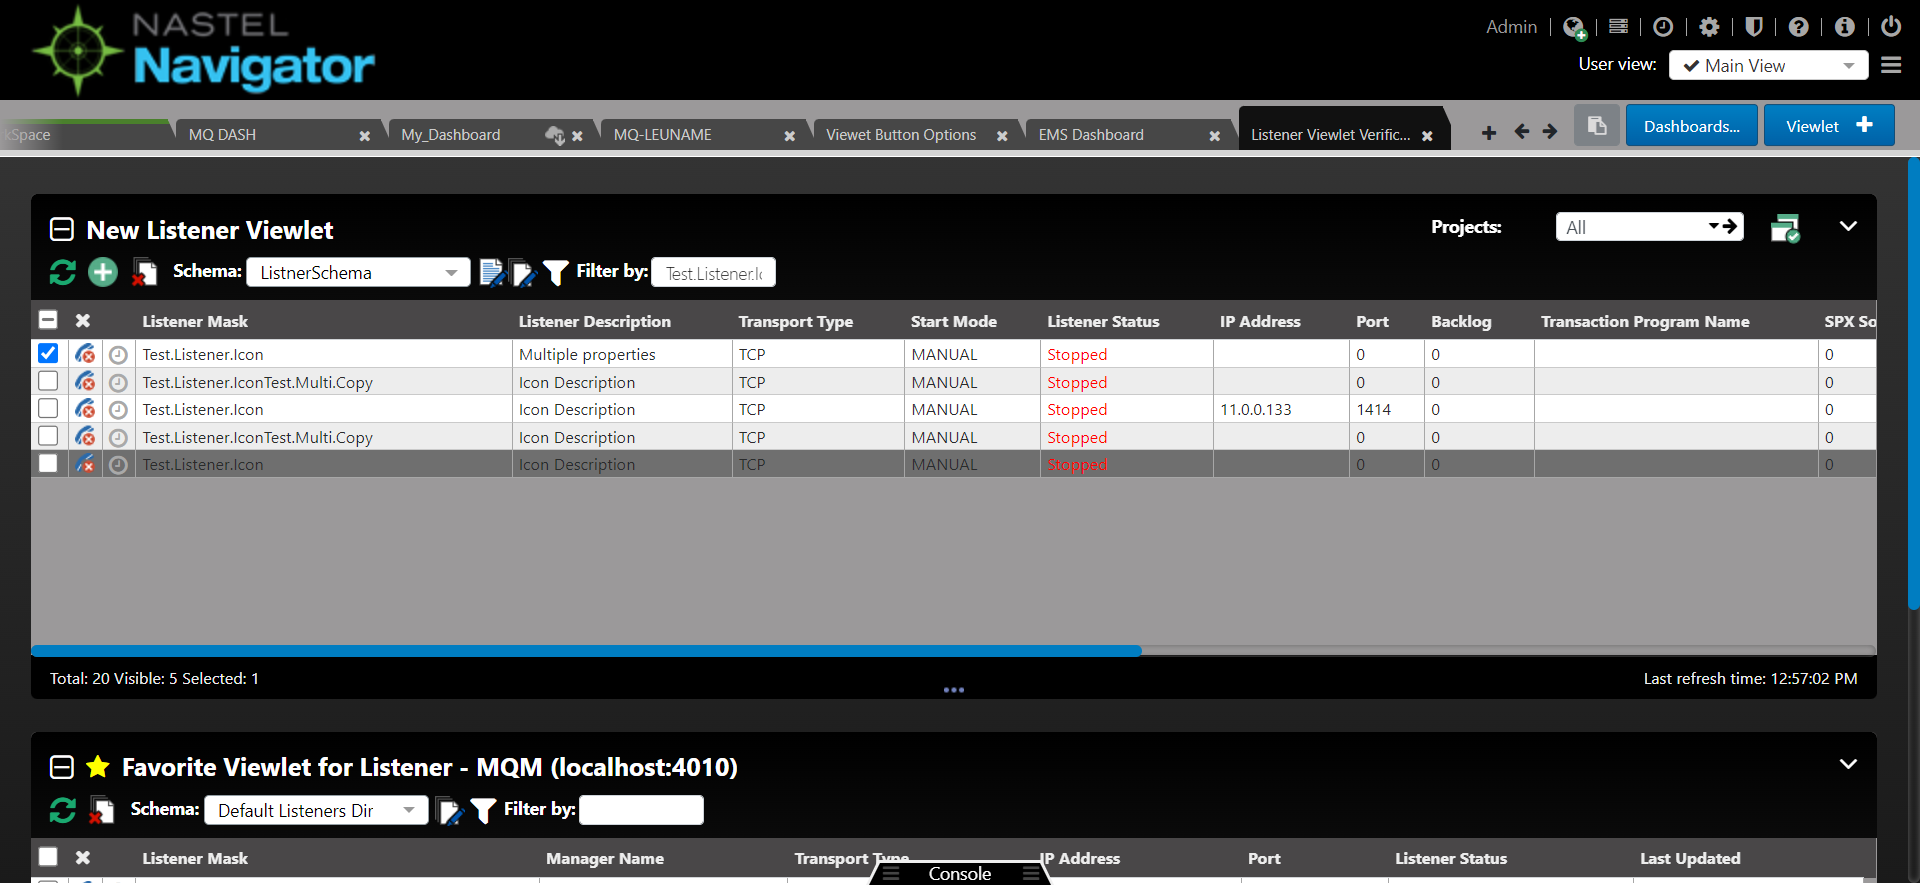 NASTEL
Navigator
Admin
User view: Main View
kSpace MQ DASH My_Dashboard MQ-LEUNAME Viewet Button Options EMS Dashboard Listener Viewlet Verific... Dashboards... Viewlet
New Listener Viewlet Projects: All
Schema: ListnerSchema Filter by: Test.Listener.Ic
Listener Mask Listener Description Transport Type Start Mode Listener Status IP Address Port Backlog Transaction Program Name SPX So
Test.Listener.Icon Multiple properties TCP MANUAL Stopped 0 0 0
Test.Listener.IconTest.Multi.Copy Icon Description TCP MANUAL Stopped 0 0 0
Test.Listener.Icon Icon Description TCP MANUAL Stopped 11.0.0.133 1414 0 0
Test.Listener.IconTest.Multi.Copy Icon Description TCP MANUAL Stopped 0 0 0
Test.Listener.Icon Icon Description TCP MANUAL Stopped 0 0 0
Total: 20 Visible: 5 Selected: 1 Last refresh time: 12:57:02 PM
Favorite Viewlet for Listener - MQM (localhost:4010)
Schema: Default Listeners Dir Filter by:
Listener Mask Manager Name Transport Type IP Address Port Listener Status Last Updated
Console